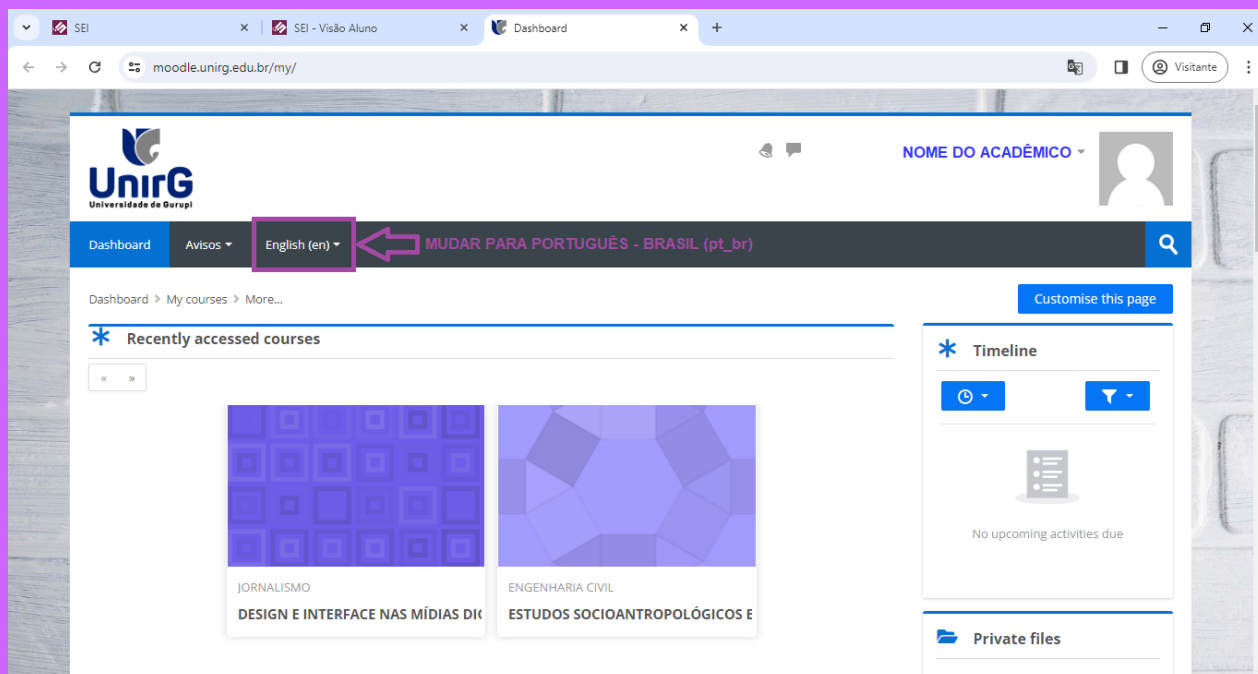 SEI
SEI - Visão Aluno
Dashboard
moodle.unirg.edu.br/my/
Visitante
UnirG
Universidade de Gurupi
NOME DO ACADÊMICO
Dashboard Avisos English (en) MUDAR PARA PORTUGUÊS - BRASIL (pt_br)
Dashboard My courses More...
Customise this page
Recently accessed courses
Timeline
JORNALISMO
DESIGN E INTERFACE NAS MÍDIAS DI
ENGENHARIA CIVIL
ESTUDOS SOCIOANTROPOLÓGICOS E
No upcoming activities due
Private files